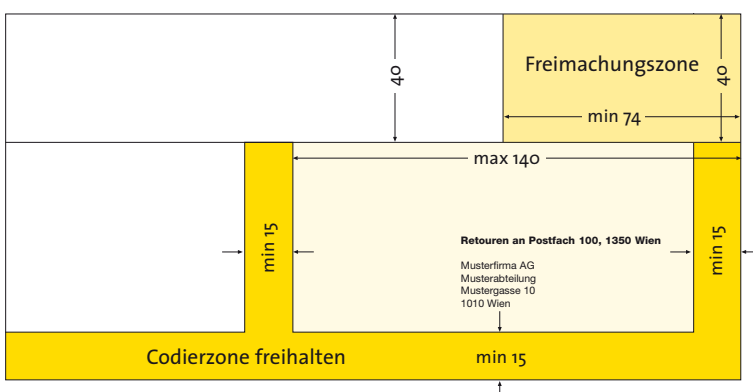 40
Freimachungszone
40
min 74
max 140
min 15
Retouren an Postfach 100, 1350 Wien
min 15
Musterfirma AG
Musterabteilung
Mustergasse 10
1010 Wien
Codierzone freihalten
min 15